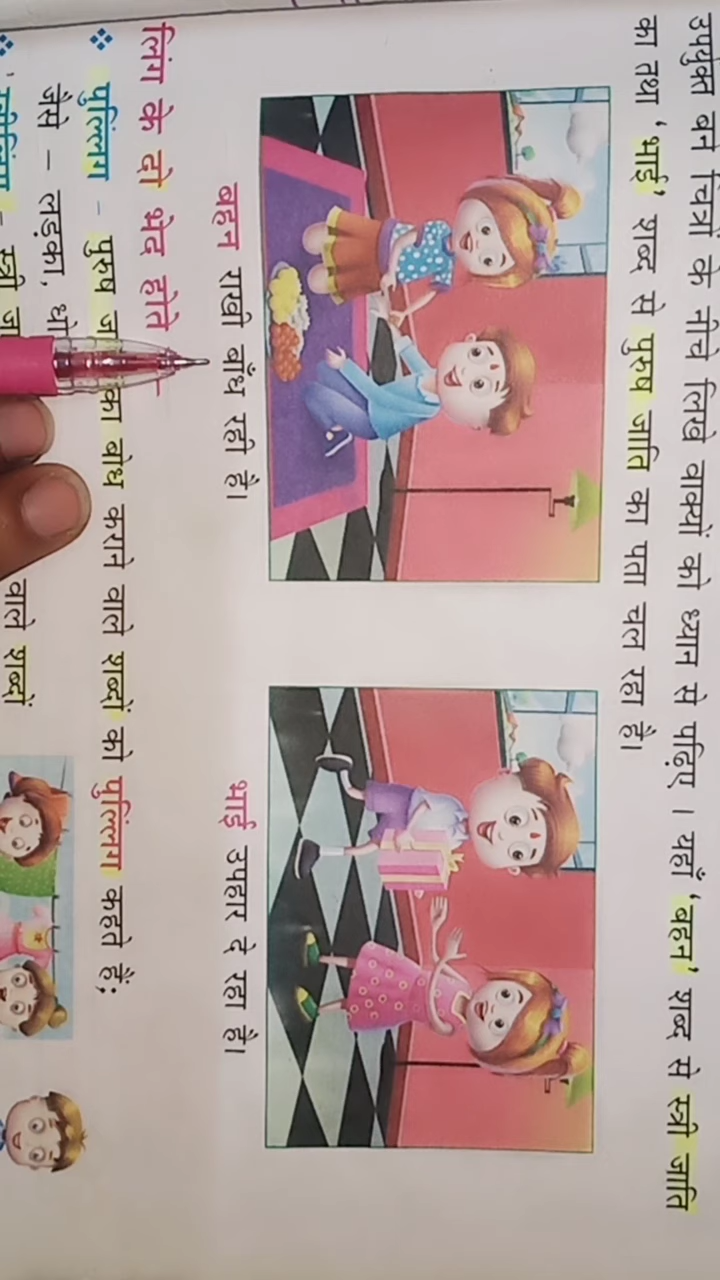 उपर्युक्त बने चित्रों के नीचे लिखे वाक्यों को ध्यान से पढ़िए । यहाँ ‘बहन’ शब्द से स्त्री जाति
का तथा ‘भाई’ शब्द से पुरुष जाति का पता चल रहा है।
बहन राखी बाँध रही है।
भाई उपहार दे रहा है।
लिंग के दो भेद होते
पुल्लिंग – पुरुष का बोध कराने वाले शब्दों को पुल्लिंग कहते हैं;
जैसे – लड़का,
स्त्रीलिंग – स्त्री वाले शब्दों